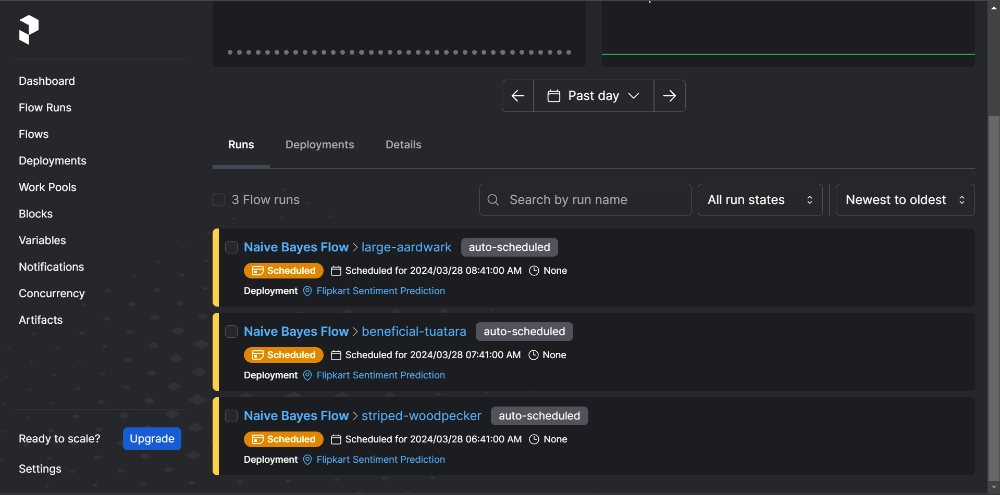 Past day
Dashboard
Flow Runs
Flows
Deployments
Work Pools
Blocks
Variables
Notifications
Concurrency
Artifacts
Ready to scale? Upgrade
Settings
Runs Deployments Details
3 Flow runs Search by run name All run states Newest to oldest
Naive Bayes Flow large-aardwark auto-scheduled
Scheduled Scheduled for 2024/03/28 08:41:00 AM None
Deployment Flipkart Sentiment Prediction
Naive Bayes Flow beneficial-tuatara auto-scheduled
Scheduled Scheduled for 2024/03/28 07:41:00 AM None
Deployment Flipkart Sentiment Prediction
Naive Bayes Flow striped-woodpecker auto-scheduled
Scheduled Scheduled for 2024/03/28 06:41:00 AM None
Deployment Flipkart Sentiment Prediction